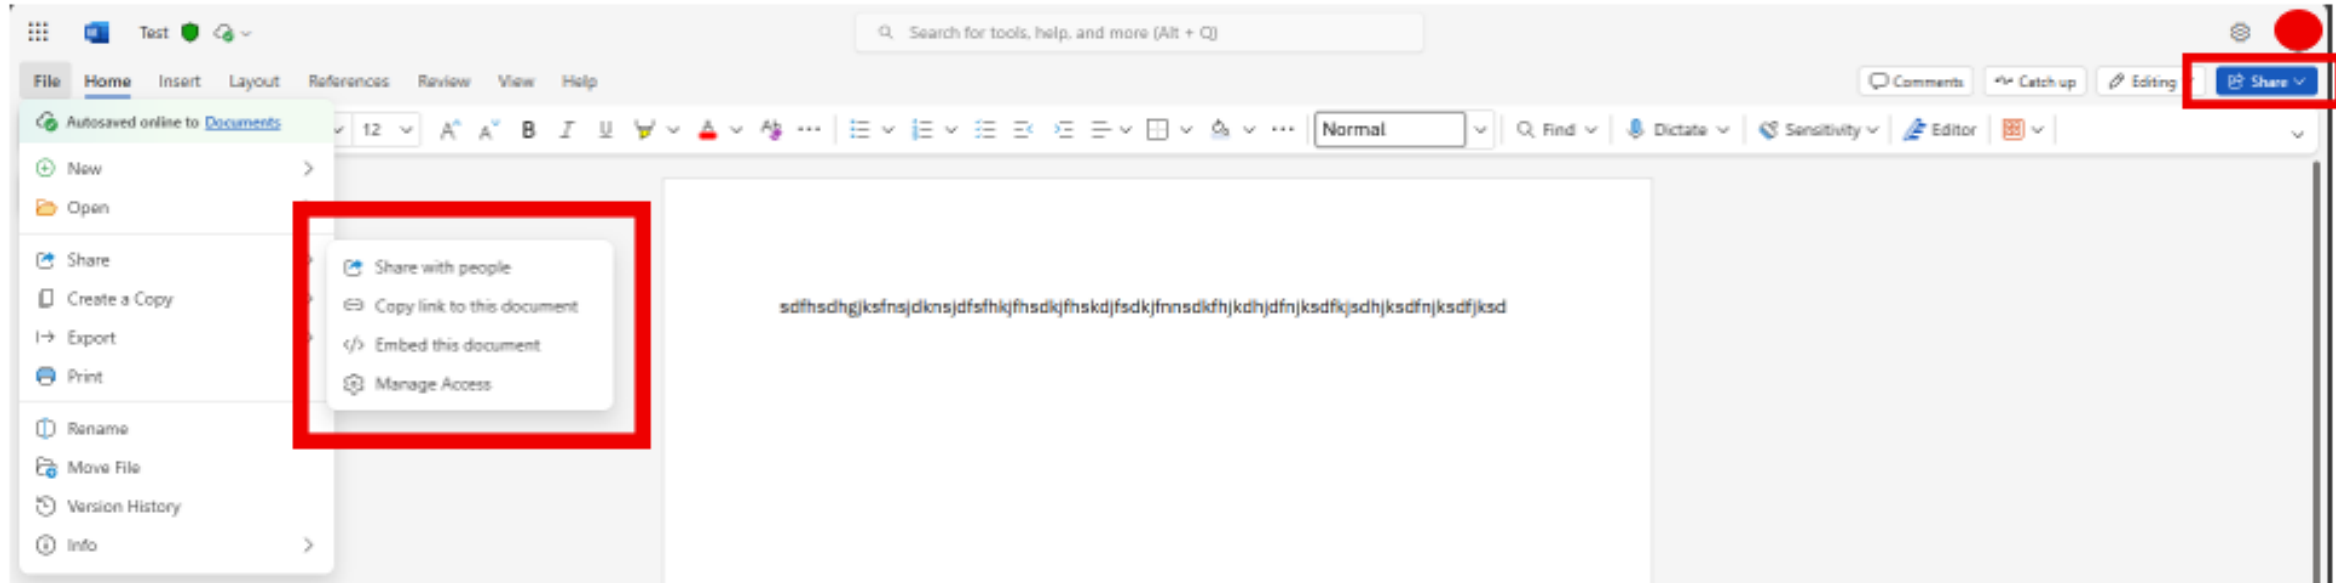 Test
Search for tools, help, and more (Alt + Q)
File Home Insert Layout References Review View Help
Comments Catch up Editing Share
Autosaved online to Documents
12 B I U Normal Find Dictate Sensitivity Editor
New
Open
Share
Create a Copy
Export
Print
Rename
Move File
Version History
Info
Share with people
Copy link to this document
Embed this document
Manage Access
sdfhsdhgjksfnsjdknsjdfsfhkjfhsdkjfhskdjfsdkjfnnsdkfhjkdhjdfnjksdfkjsdhjksdfnjksdfjksd